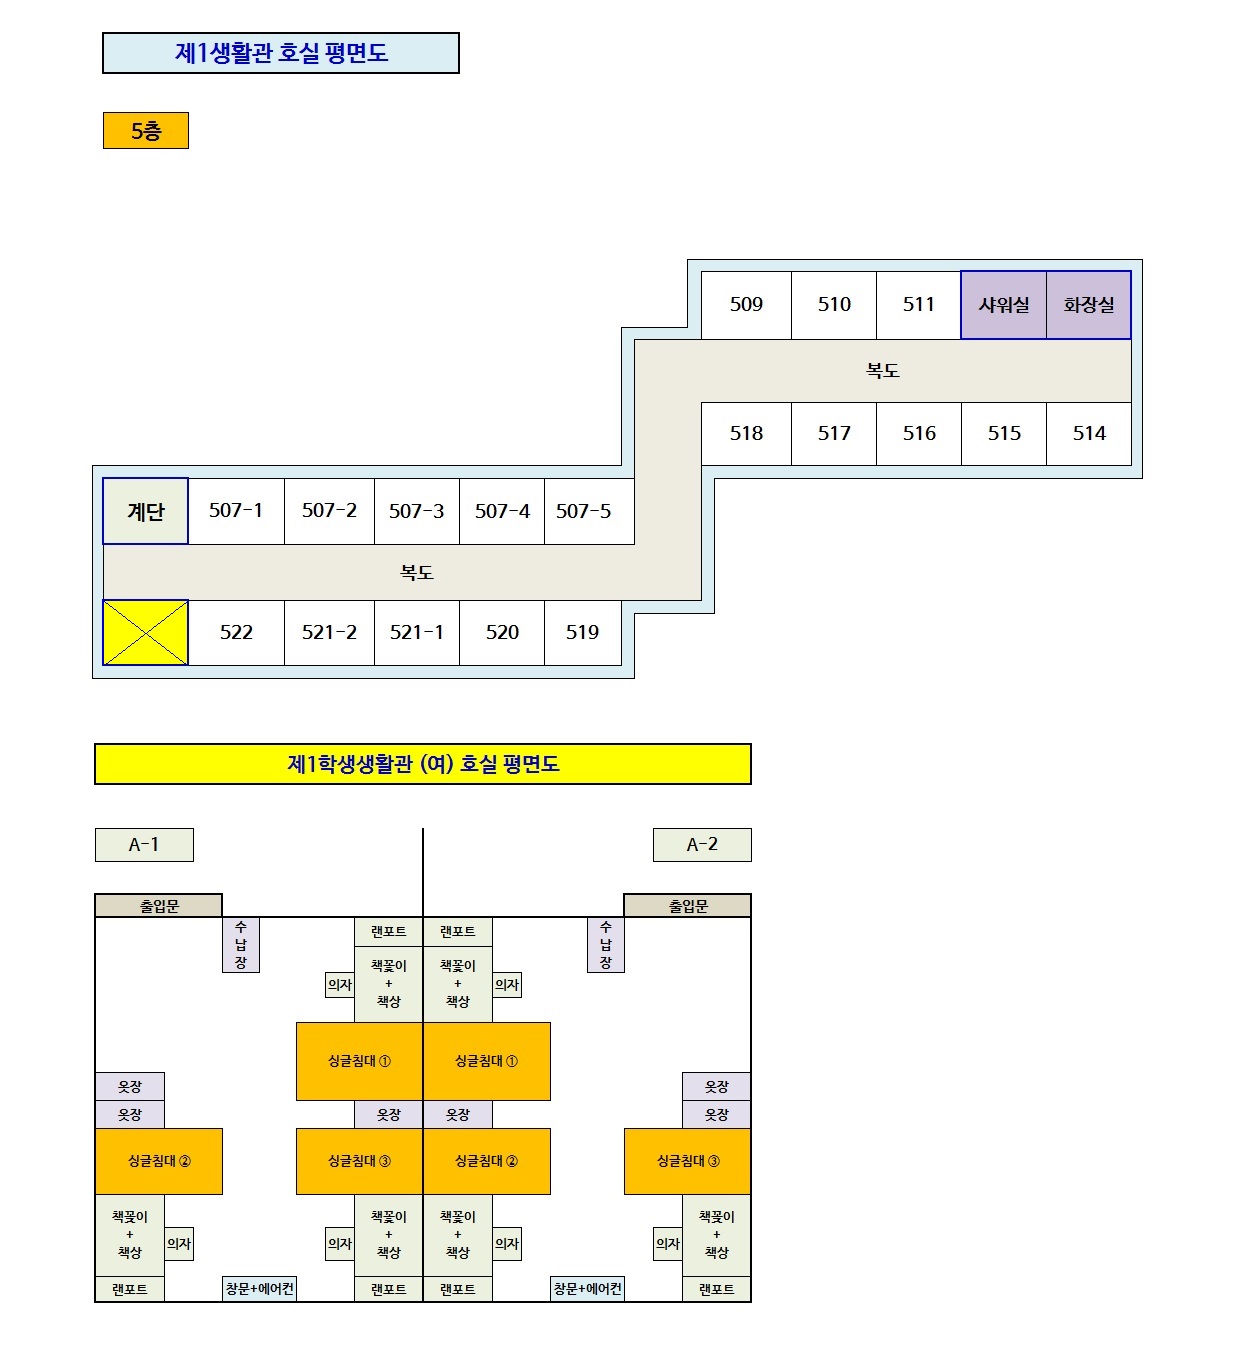 제1생활관 호실 평면도
5층
509 510 511 샤워실 화장실
복도
518 517 516 515 514
계단 507-1 507-2 507-3 507-4 507-5
복도
522 521-2 521-1 520 519
제1학생생활관 (여) 호실 평면도
A-1 A-2
출입문 출입문
수납장 랜포트 랜포트 수납장
의자 책꽂이 + 책상 책꽂이 + 책상 의자
싱글침대 ① 싱글침대 ①
옷장 옷장
옷장 옷장 옷장 옷장
싱글침대 ② 싱글침대 ③ 싱글침대 ② 싱글침대 ③
책꽂이 + 책상 의자 의자 책꽂이 + 책상 책꽂이 + 책상 의자 의자 책꽂이 + 책상
랜포트 창문+에어컨 랜포트 랜포트 창문+에어컨 랜포트